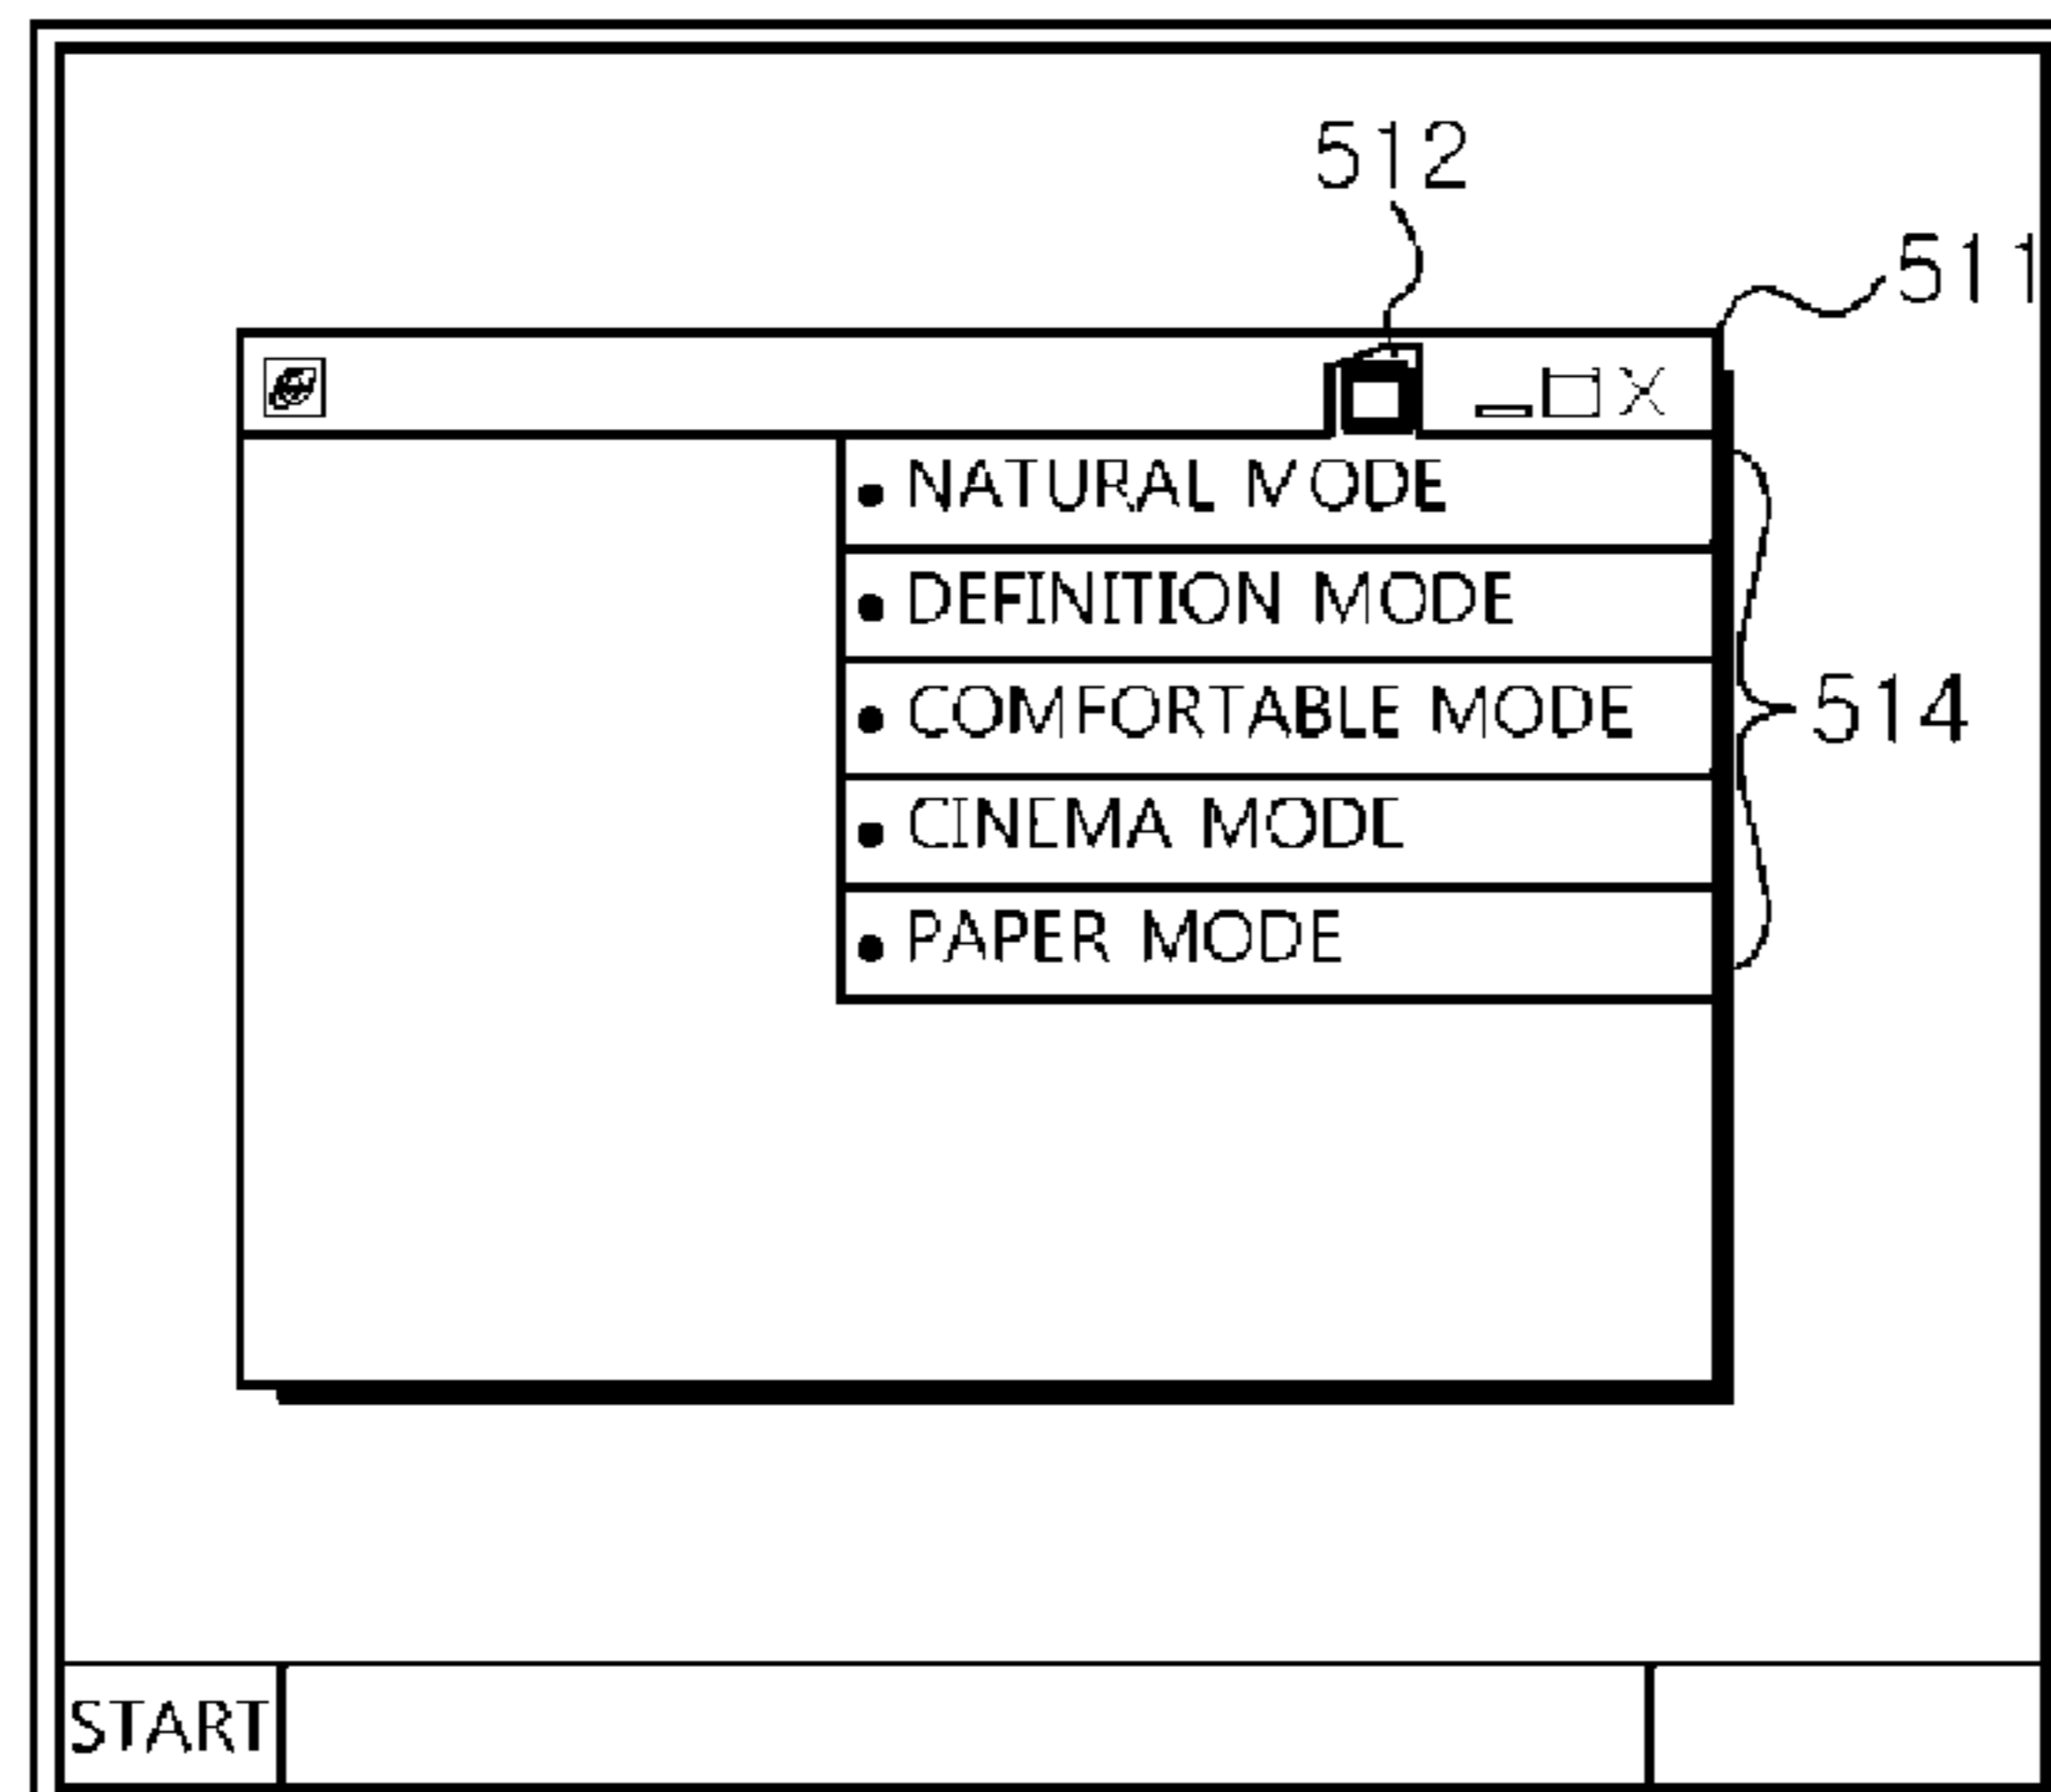 512
511
• NATURAL MODE
• DEFINITION MODE
• COMFORTABLE MODE
514
• CINEMA MODE
• PAPER MODE
START